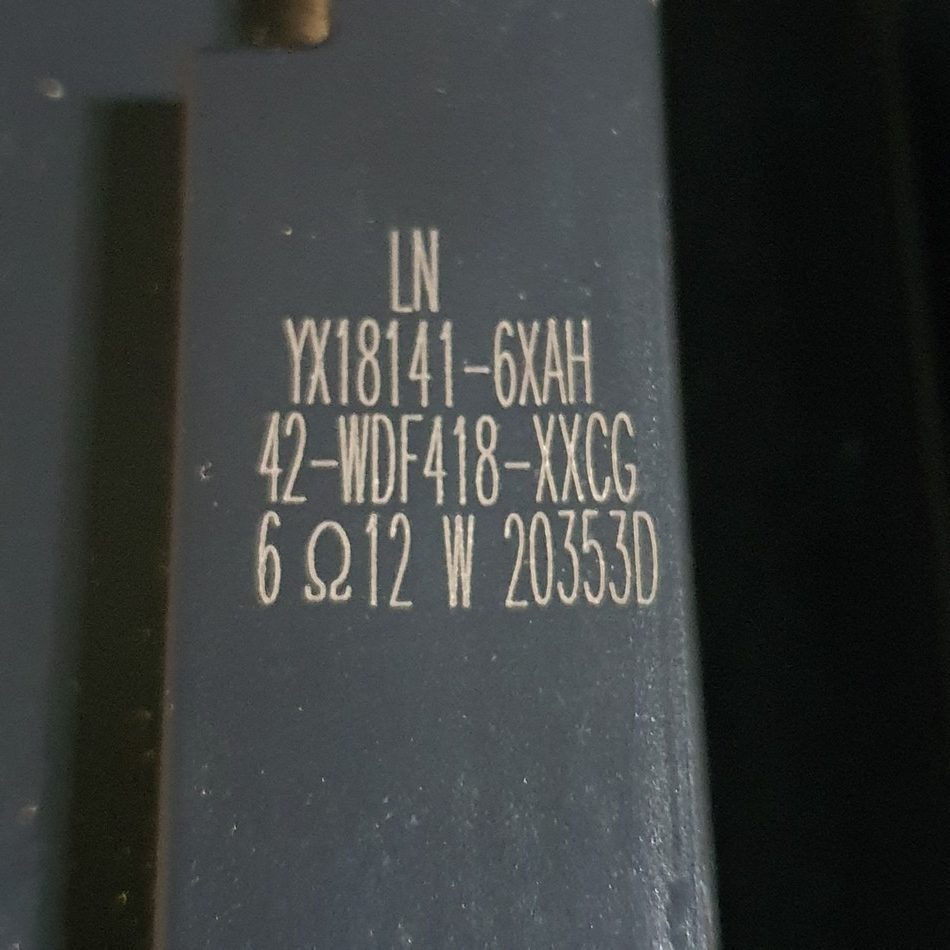 LN
YX18141-6XAH
42-WDF418-XXCG
6 Ω12 W 20353D